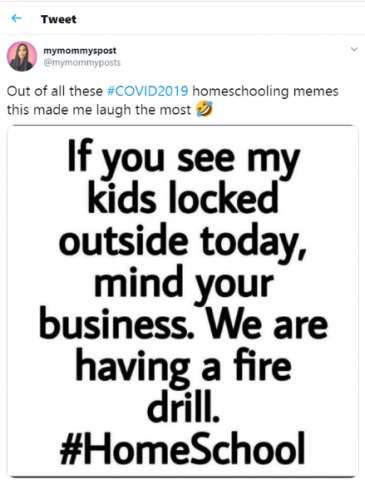 Tweet
mymommyspost
@mymommyposts
Out of all these #COVID2019 homeschooling memes
this made me laugh the most 🤣
If you see my
kids locked
outside today,
mind your
business. We are
having a fire
drill.
#HomeSchool